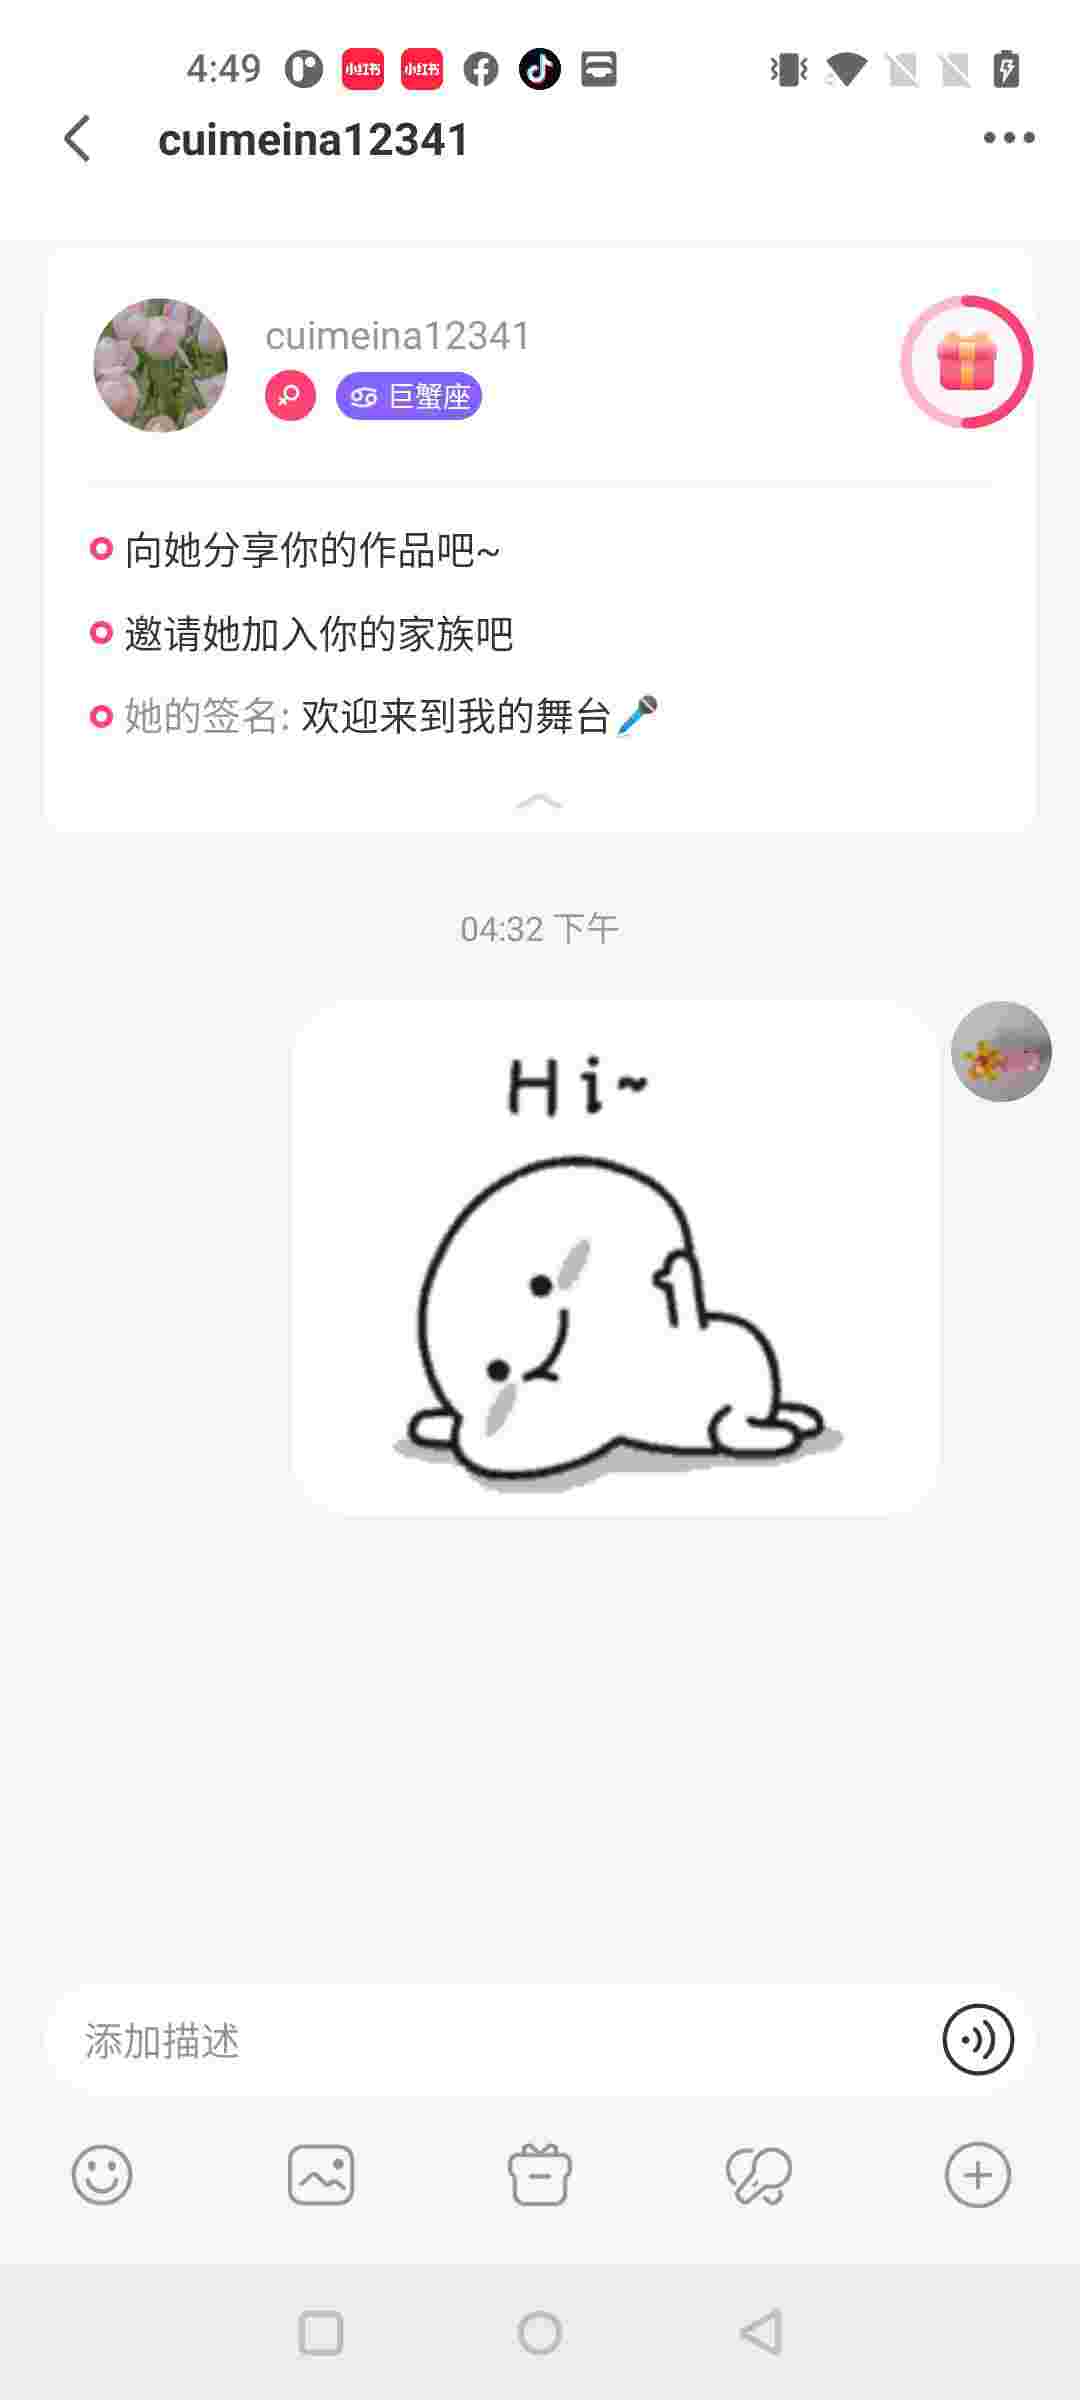 4:49
小红书 小红书
cuimeina12341
cuimeina12341
巨蟹座
向她分享你的作品吧~
邀请她加入你的家族吧
她的签名: 欢迎来到我的舞台🎤
04:32 下午
Hi~
添加描述